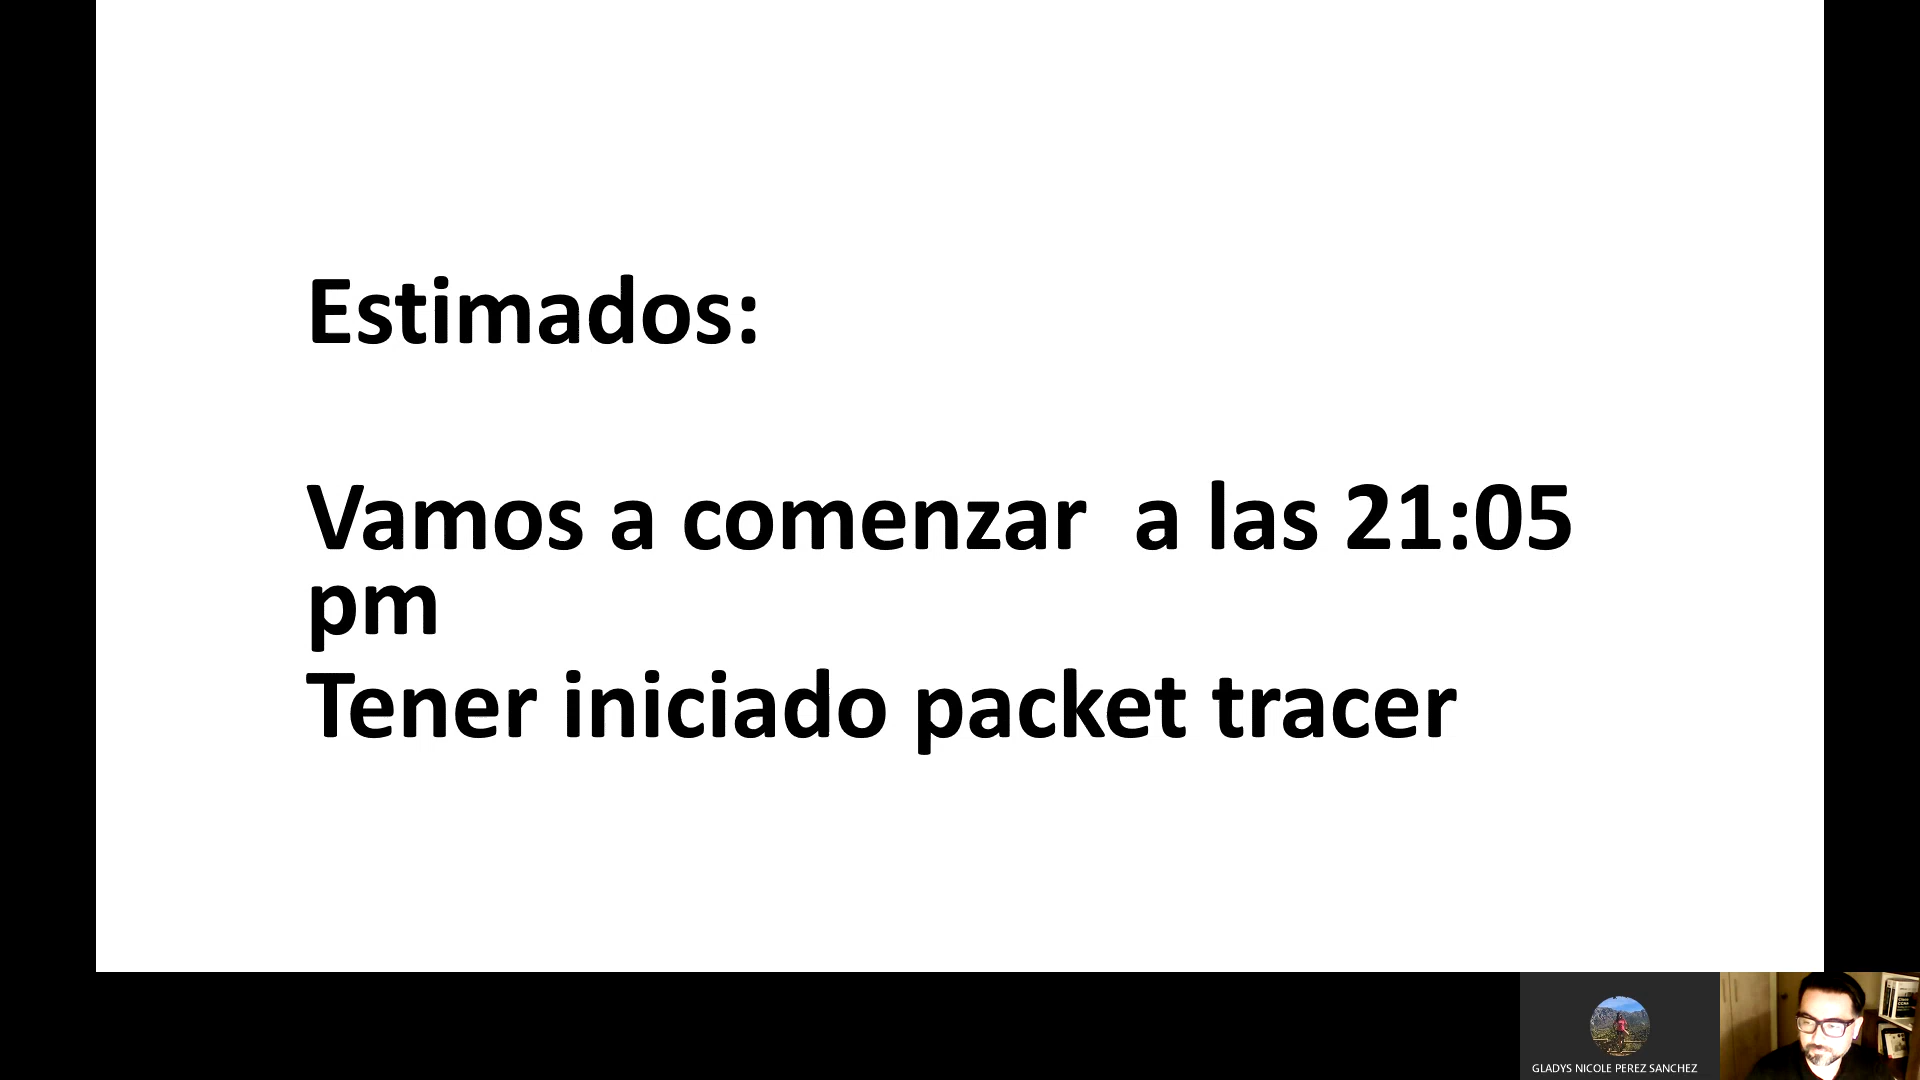 Estimados:
Vamos a comenzar  a las 21:05
pm
Tener iniciado packet tracer
GLADYS NICOLE PEREZ SANCHEZ